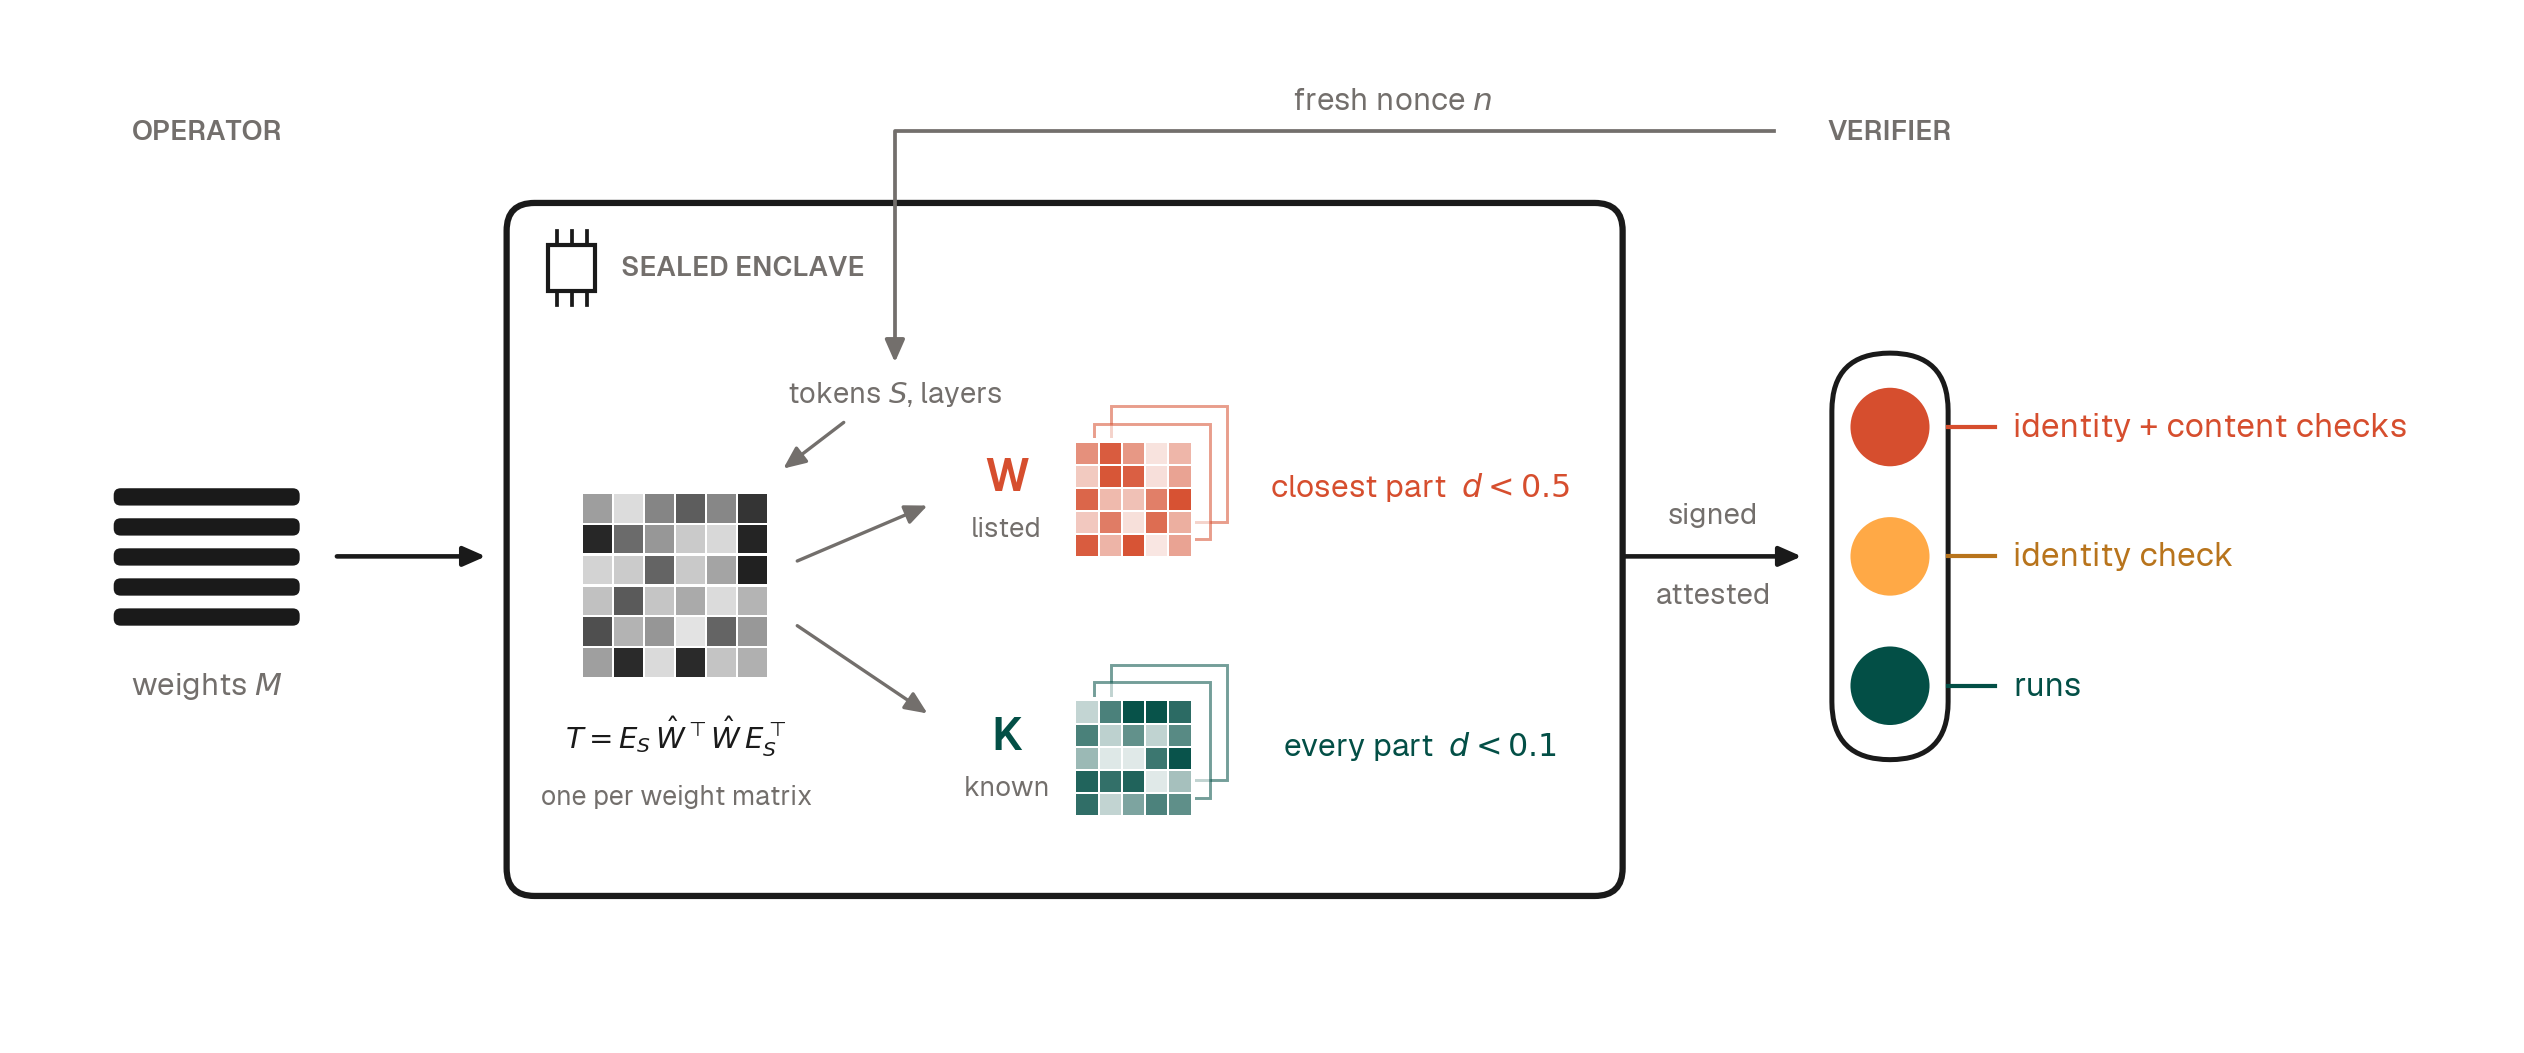 fresh nonce n
OPERATOR
VERIFIER
SEALED ENCLAVE
tokens S, layers
W
listed
closest part d < 0.5
identity + content checks
signed
attested
identity check
weights M
T = E_S Ŵ^⊤ Ŵ E_S^⊤
one per weight matrix
K
known
every part d < 0.1
runs